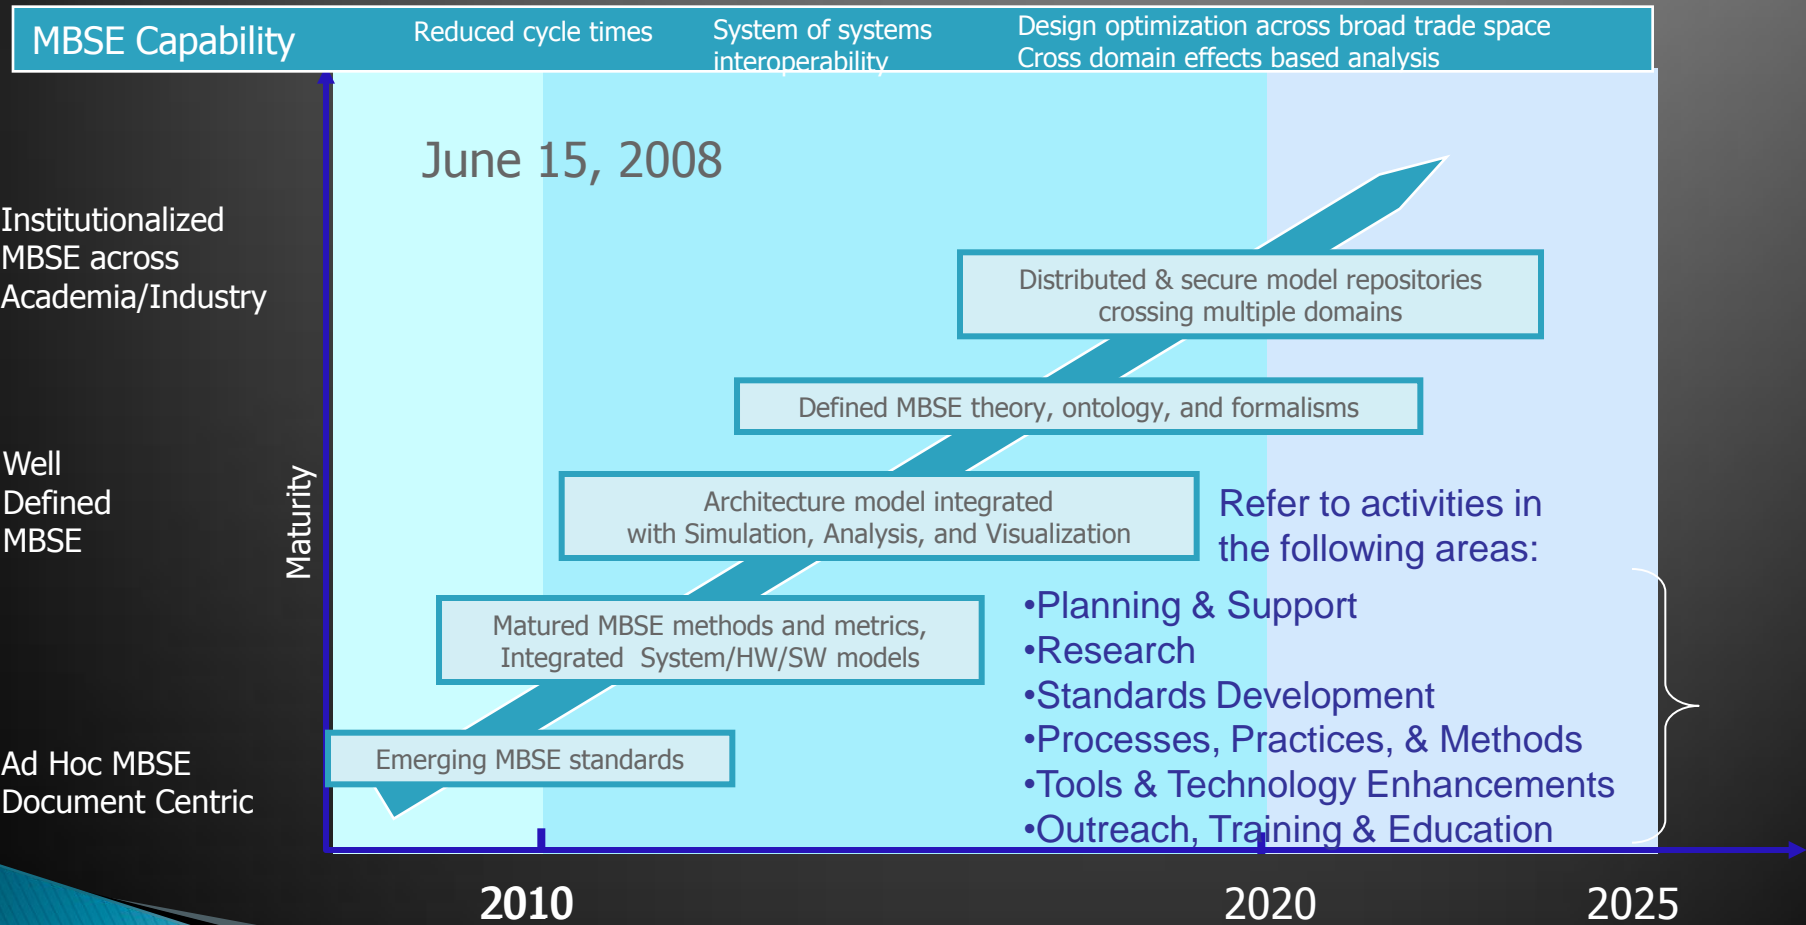 MBSE Capability
Reduced cycle times
System of systems
interoperability
Design optimization across broad trade space
Cross domain effects based analysis
June 15, 2008
Institutionalized
MBSE across
Academia/Industry
Well
Defined
MBSE
Ad Hoc MBSE
Document Centric
Maturity
Distributed & secure model repositories
crossing multiple domains
Defined MBSE theory, ontology, and formalisms
Architecture model integrated
with Simulation, Analysis, and Visualization
Matured MBSE methods and metrics,
Integrated System/HW/SW models
Emerging MBSE standards
Refer to activities in
the following areas:
•Planning & Support
•Research
•Standards Development
•Processes, Practices, & Methods
•Tools & Technology Enhancements
•Outreach, Training & Education
2010
2020
2025